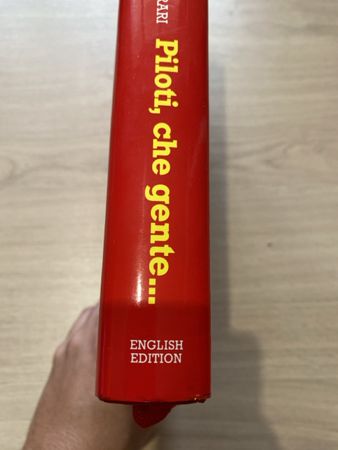 Piloti, che gente...
ENGLISH
EDITION